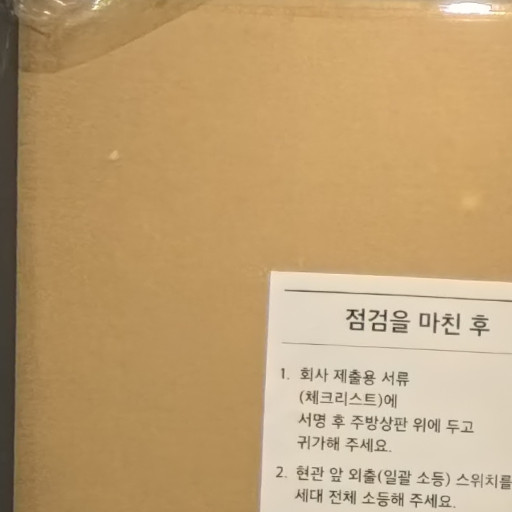 점검을 마친 후
1. 회사 제출용 서류
(체크리스트)에
서명 후 주방상판 위에 두고
귀가해 주세요.
2. 현관 앞 외출(일괄 소등) 스위치를
세대 전체 소등해 주세요.